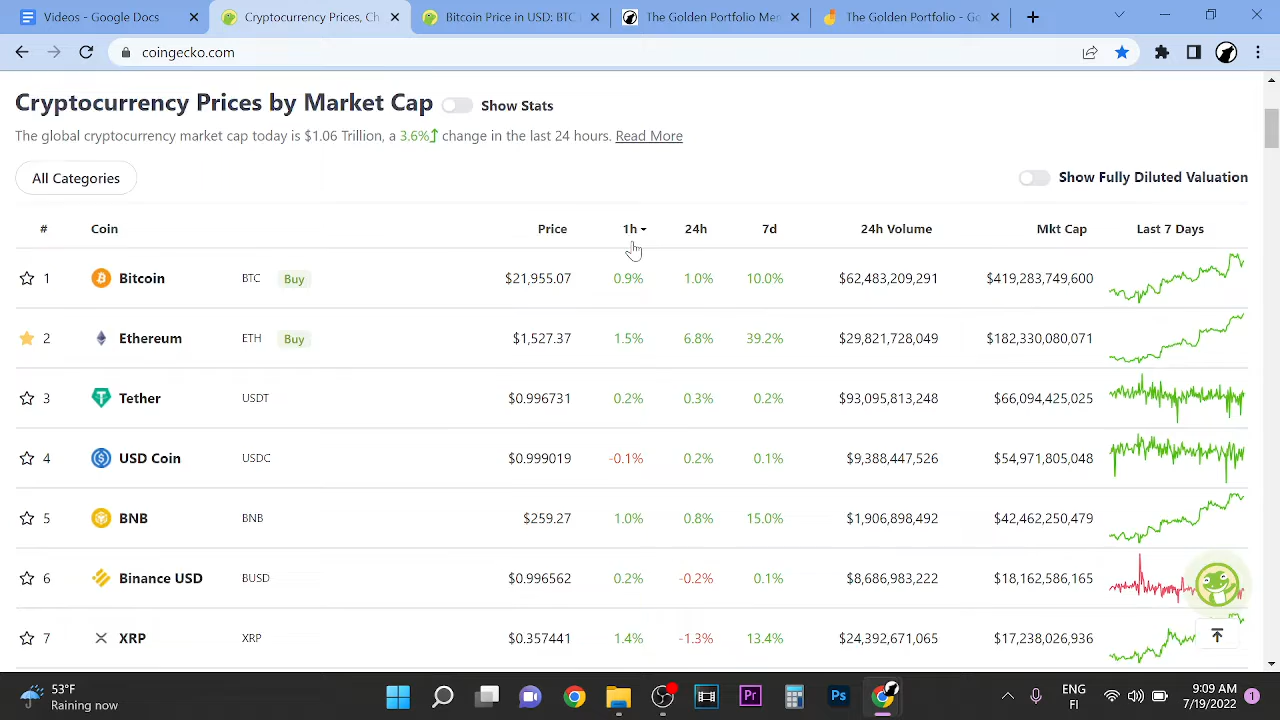 Videos - Google Docs
Cryptocurrency Prices, Ch
Bitcoin Price in USD: BTC
The Golden Portfolio Mem
The Golden Portfolio - Go
coingecko.com
Cryptocurrency Prices by Market Cap
Show Stats
The global cryptocurrency market cap today is $1.06 Trillion, a 3.6% change in the last 24 hours. Read More
All Categories
Show Fully Diluted Valuation
# Coin Price 1h 24h 7d 24h Volume Mkt Cap Last 7 Days
1 Bitcoin BTC Buy $21,955.07 0.9% 1.0% 10.0% $62,483,209,291 $419,283,749,600
2 Ethereum ETH Buy $1,527.37 1.5% 6.8% 39.2% $29,821,728,049 $182,330,080,071
3 Tether USDT $0.996731 0.2% 0.3% 0.2% $93,095,813,248 $66,094,425,025
4 USD Coin USDC $0.999019 -0.1% 0.2% 0.1% $9,388,447,526 $54,971,805,048
5 BNB BNB $259.27 1.0% 0.8% 15.0% $1,906,898,492 $42,462,250,479
6 Binance USD BUSD $0.996562 0.2% -0.2% 0.1% $8,686,983,222 $18,162,586,165
7 XRP XRP $0.357441 1.4% -1.3% 13.4% $24,392,671,065 $17,238,026,936
53°F
Raining now
Pr
Ps
ENG
FI
9:09 AM
7/19/2022
1